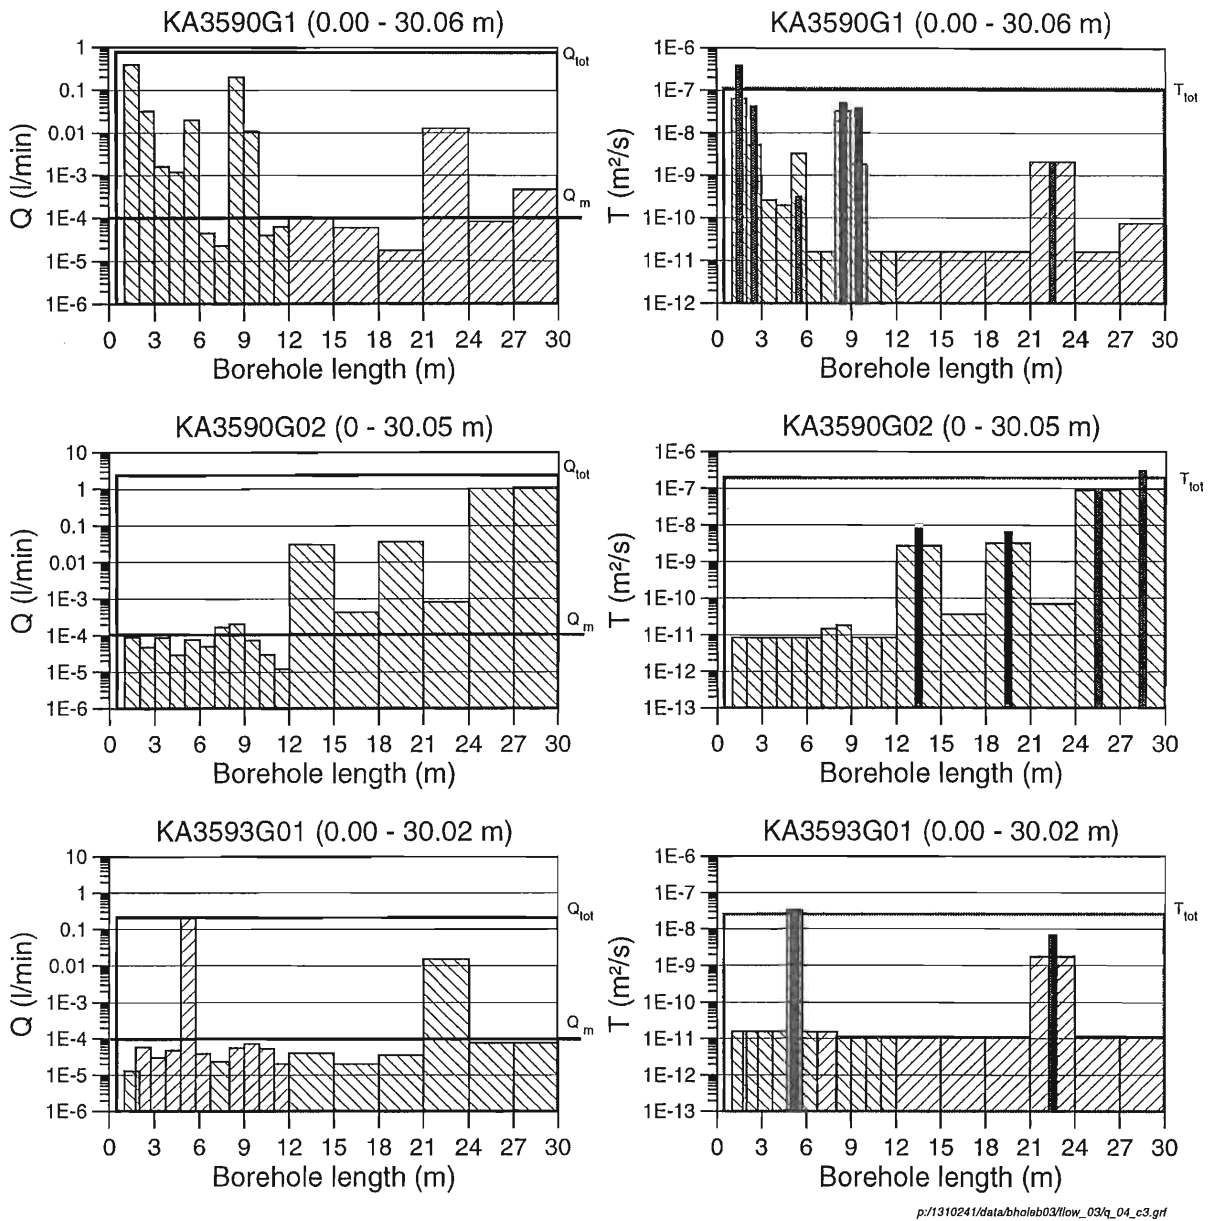 KA3590G1 (0.00 - 30.06 m)
Q (l/min)
1
0.1
0.01
1E-3
1E-4
1E-5
1E-6
Qtot
Qm
0 3 6 9 12 15 18 21 24 27 30
Borehole length (m)
KA3590G1 (0.00 - 30.06 m)
T (m²/s)
1E-6
1E-7
1E-8
1E-9
1E-10
1E-11
1E-12
Ttot
0 3 6 9 12 15 18 21 24 27 30
Borehole length (m)
KA3590G02 (0 - 30.05 m)
Q (l/min)
10
1
0.1
0.01
1E-3
1E-4
1E-5
1E-6
Qtot
Qm
0 3 6 9 12 15 18 21 24 27 30
Borehole length (m)
KA3590G02 (0 - 30.05 m)
T (m²/s)
1E-6
1E-7
1E-8
1E-9
1E-10
1E-11
1E-12
1E-13
Ttot
0 3 6 9 12 15 18 21 24 27 30
Borehole length (m)
KA3593G01 (0.00 - 30.02 m)
Q (l/min)
10
1
0.1
0.01
1E-3
1E-4
1E-5
1E-6
Qtot
Qm
0 3 6 9 12 15 18 21 24 27 30
Borehole length (m)
KA3593G01 (0.00 - 30.02 m)
T (m²/s)
1E-6
1E-7
1E-8
1E-9
1E-10
1E-11
1E-12
1E-13
Ttot
0 3 6 9 12 15 18 21 24 27 30
Borehole length (m)
p:/1310241/data/bholeb03/flow_03/q_04_c3.grf